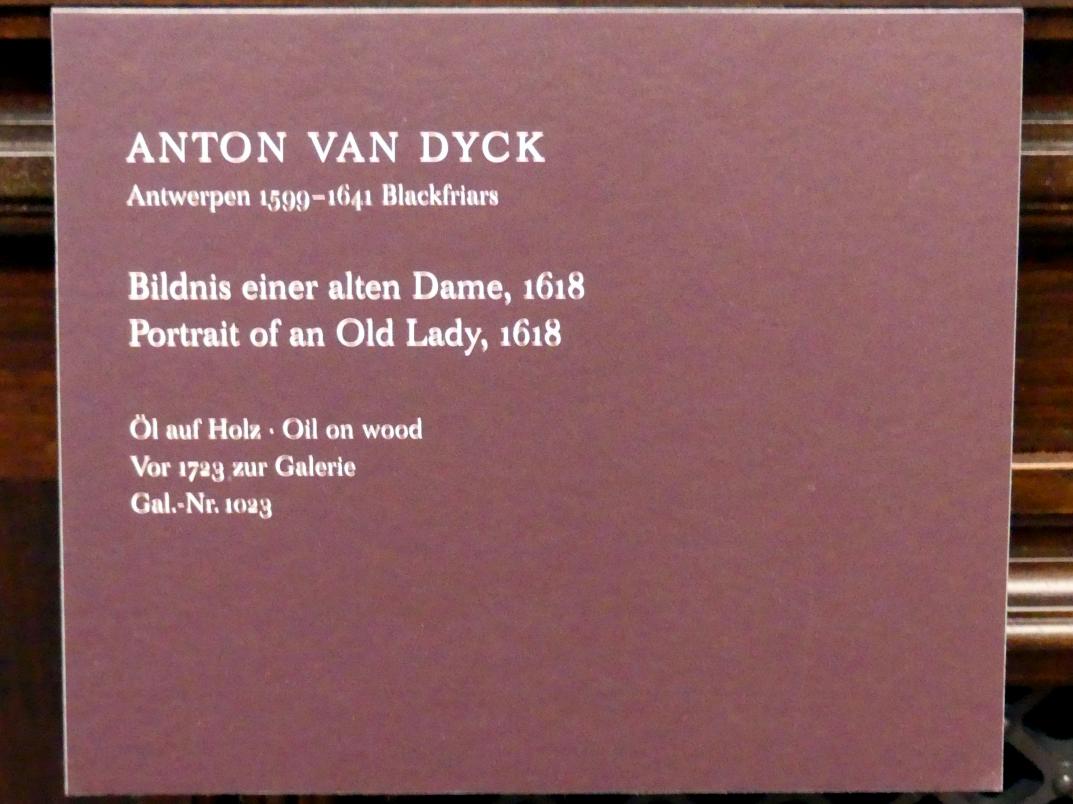 ANTON VAN DYCK
Antwerpen 1599–1641 Blackfriars
Bildnis einer alten Dame, 1618
Portrait of an Old Lady, 1618
Öl auf Holz · Oil on wood
Vor 1723 zur Galerie
Gal.-Nr. 1023